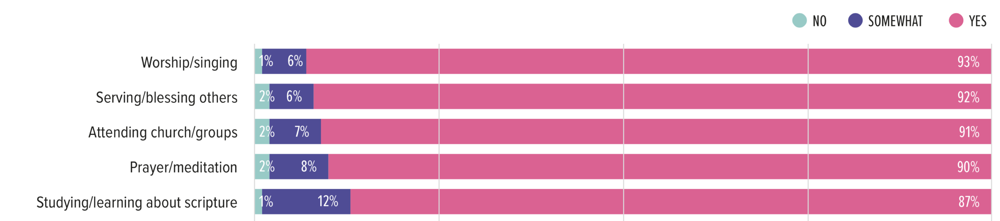 NO SOMEWHAT YES
Worship/singing 1% 6% 93%
Serving/blessing others 2% 6% 92%
Attending church/groups 2% 7% 91%
Prayer/meditation 2% 8% 90%
Studying/learning about scripture 1% 12% 87%